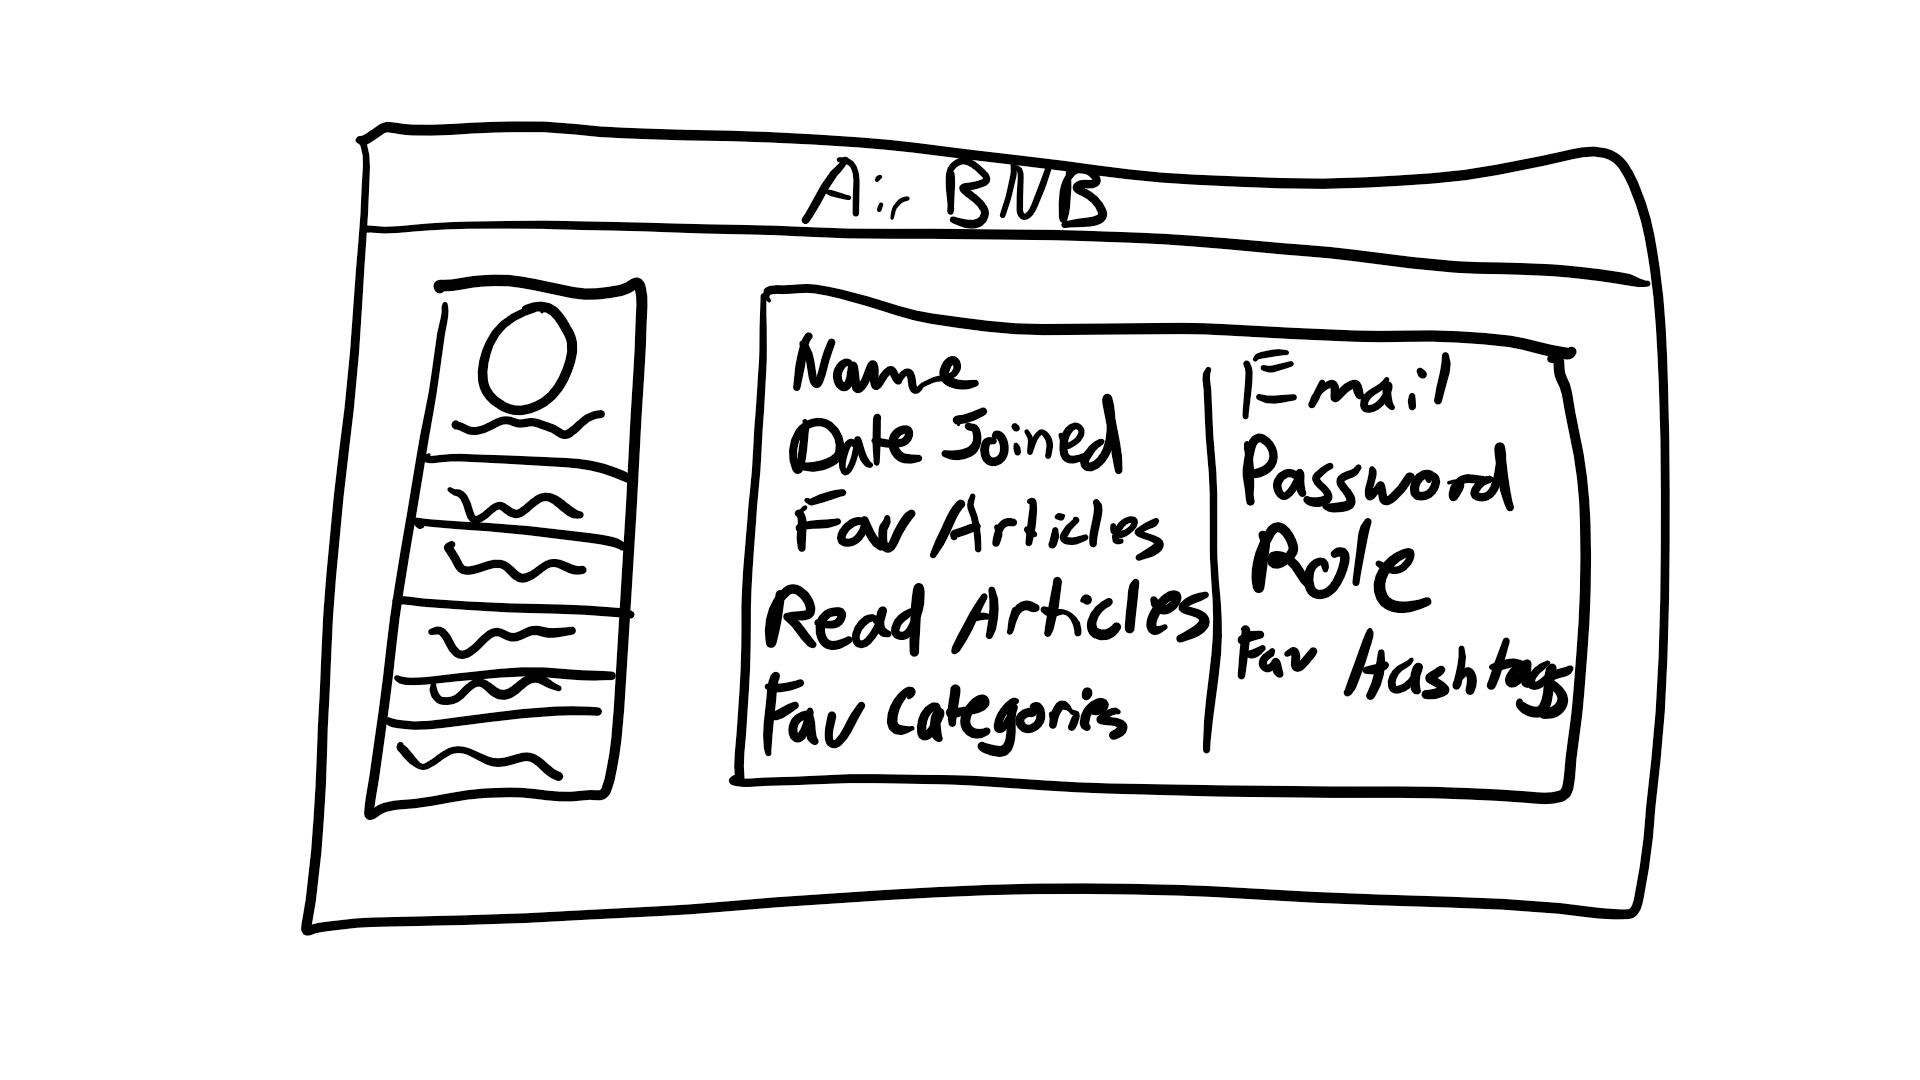 Air BNB
Name
Date Joined
Fav Articles
Read Articles
Fav Categories
Email
Password
Role
Fav Hashtags